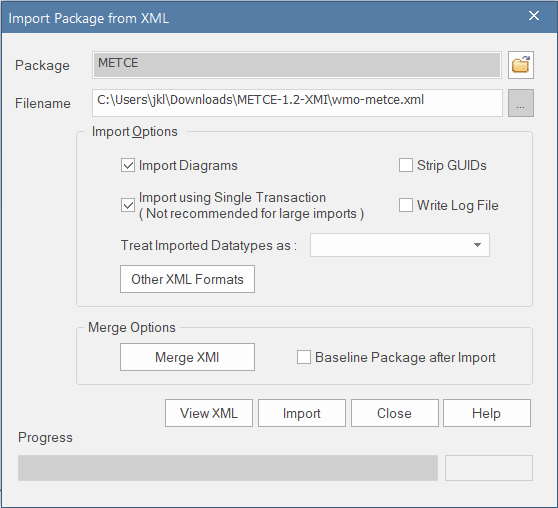 Import Package from XML
Package
METCE
Filename
C:\Users\jkl\Downloads\METCE-1.2-XMI\wmo-metce.xml
...
Import Options
Import Diagrams
Strip GUIDs
Import using Single Transaction
( Not recommended for large imports )
Write Log File
Treat Imported Datatypes as :
Other XML Formats
Merge Options
Merge XMI
Baseline Package after Import
View XML
Import
Close
Help
Progress